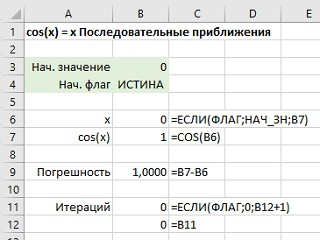 A B C D E
1 cos(x) = x Последовательные приближения
2
3 Нач. значение 0
4 Нач. флаг ИСТИНА
5
6 x 0 =ЕСЛИ(ФЛАГ;НАЧ_ЗН;B7)
7 cos(x) 1 =COS(B6)
8
9 Погрешность 1,0000 =B7-B6
10
11 Итераций 0 =ЕСЛИ(ФЛАГ;0;B12+1)
12 0 =B11